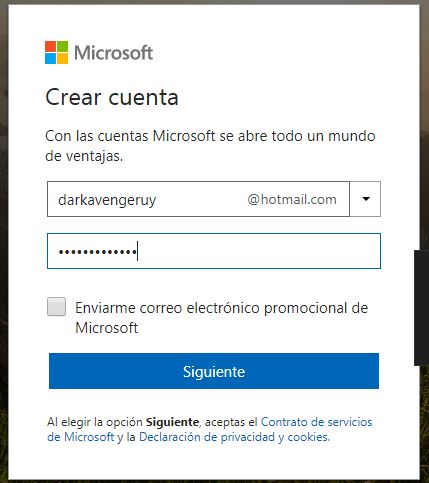 Microsoft
Crear cuenta
Con las cuentas Microsoft se abre todo un mundo
de ventajas.
darkavengeruy @hotmail.com
•••••••••••••
Enviarme correo electrónico promocional de
Microsoft
Siguiente
Al elegir la opción Siguiente, aceptas el Contrato de servicios
de Microsoft y la Declaración de privacidad y cookies.